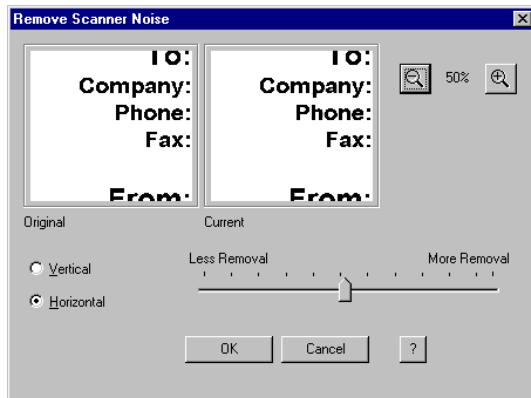 Remove Scanner Noise
To:
Company:
Phone:
Fax:
From:
To:
Company:
Phone:
Fax:
From:
50%
Original
Current
Vertical
Horizontal
Less Removal
More Removal
OK
Cancel
?